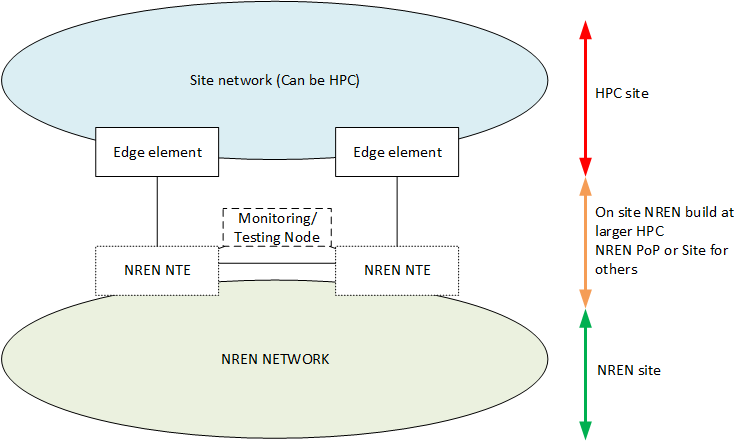 Site network (Can be HPC)
HPC site
Edge element
Edge element
Monitoring/
Testing Node
On site NREN build at
larger HPC
NREN PoP or Site for
others
NREN NTE
NREN NTE
NREN NETWORK
NREN site